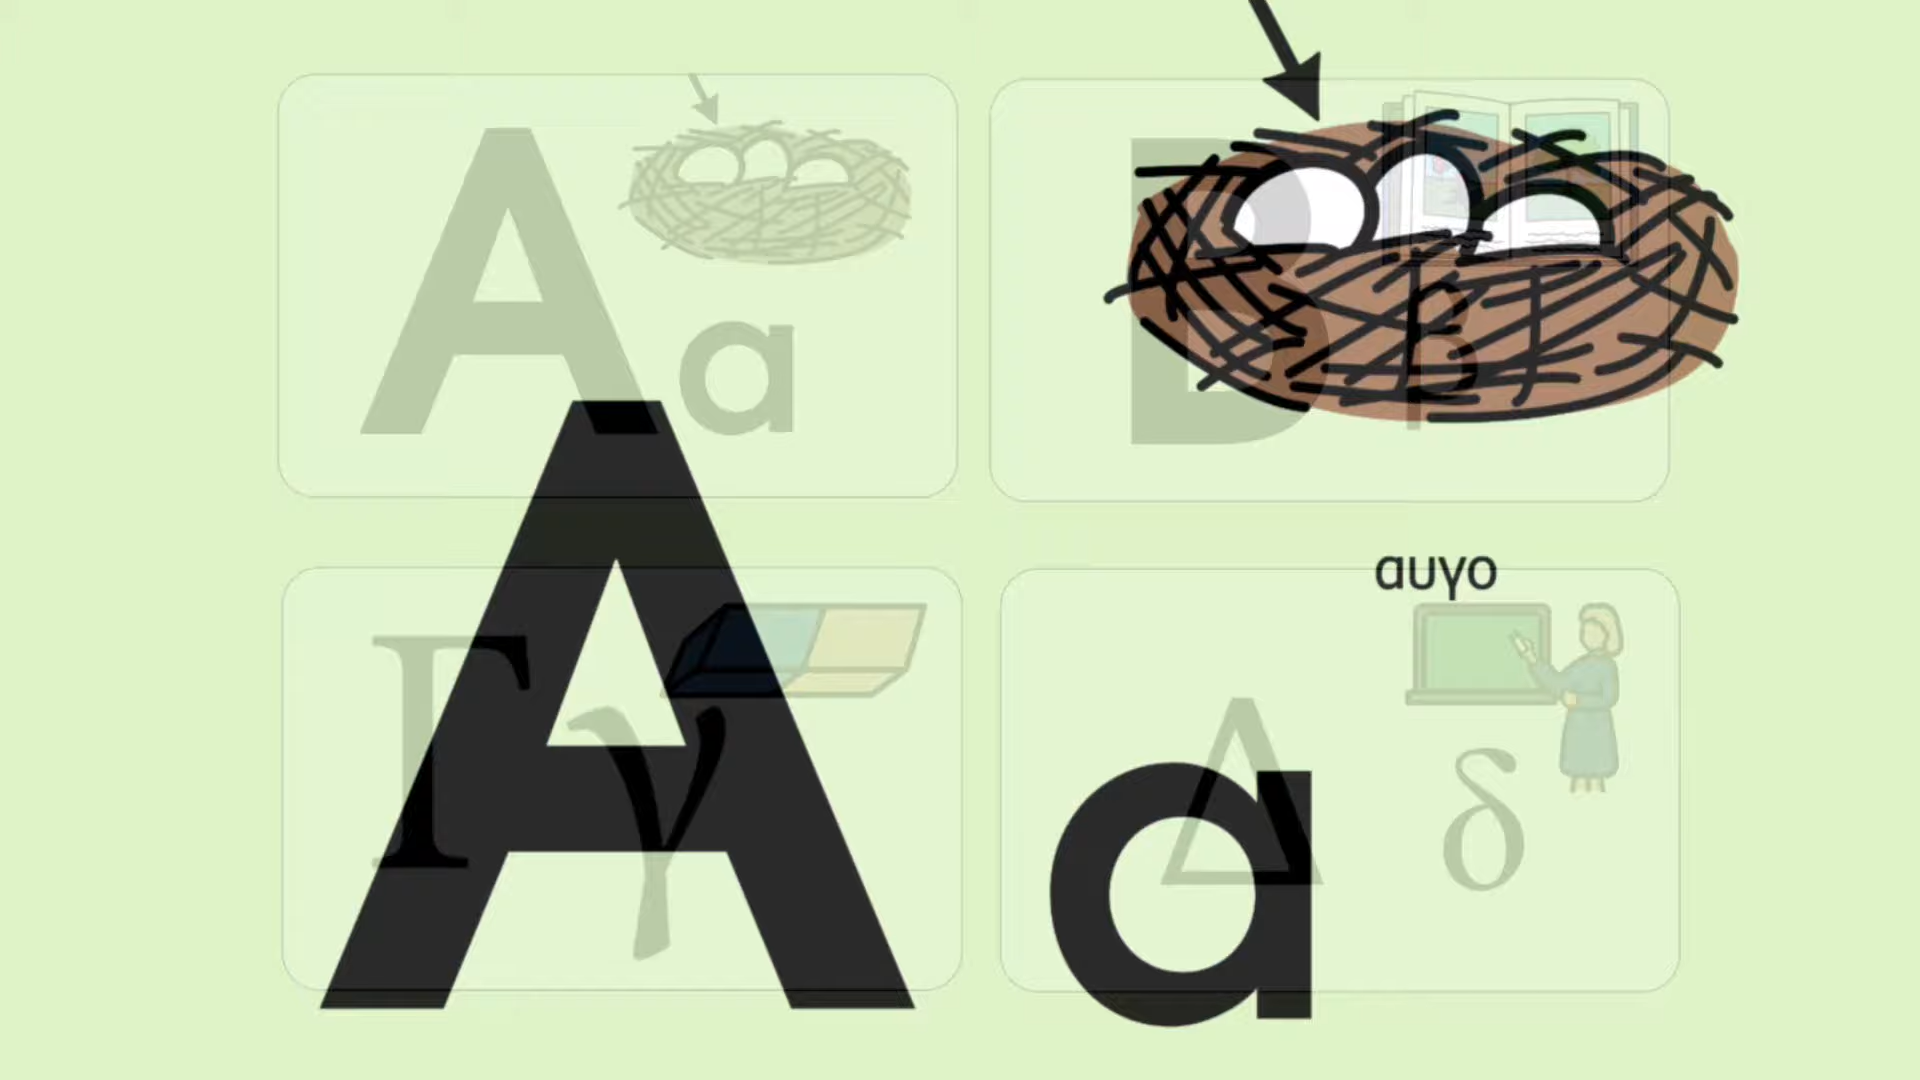 Α α
Β β
αυγο
Γ γ
Δ δ
Α α